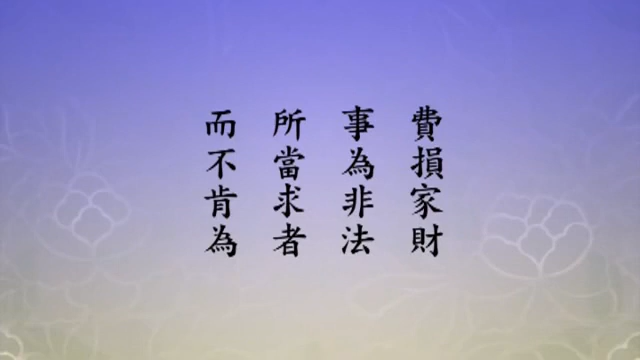 費損家財
事為非法
所當求者
而不肯為